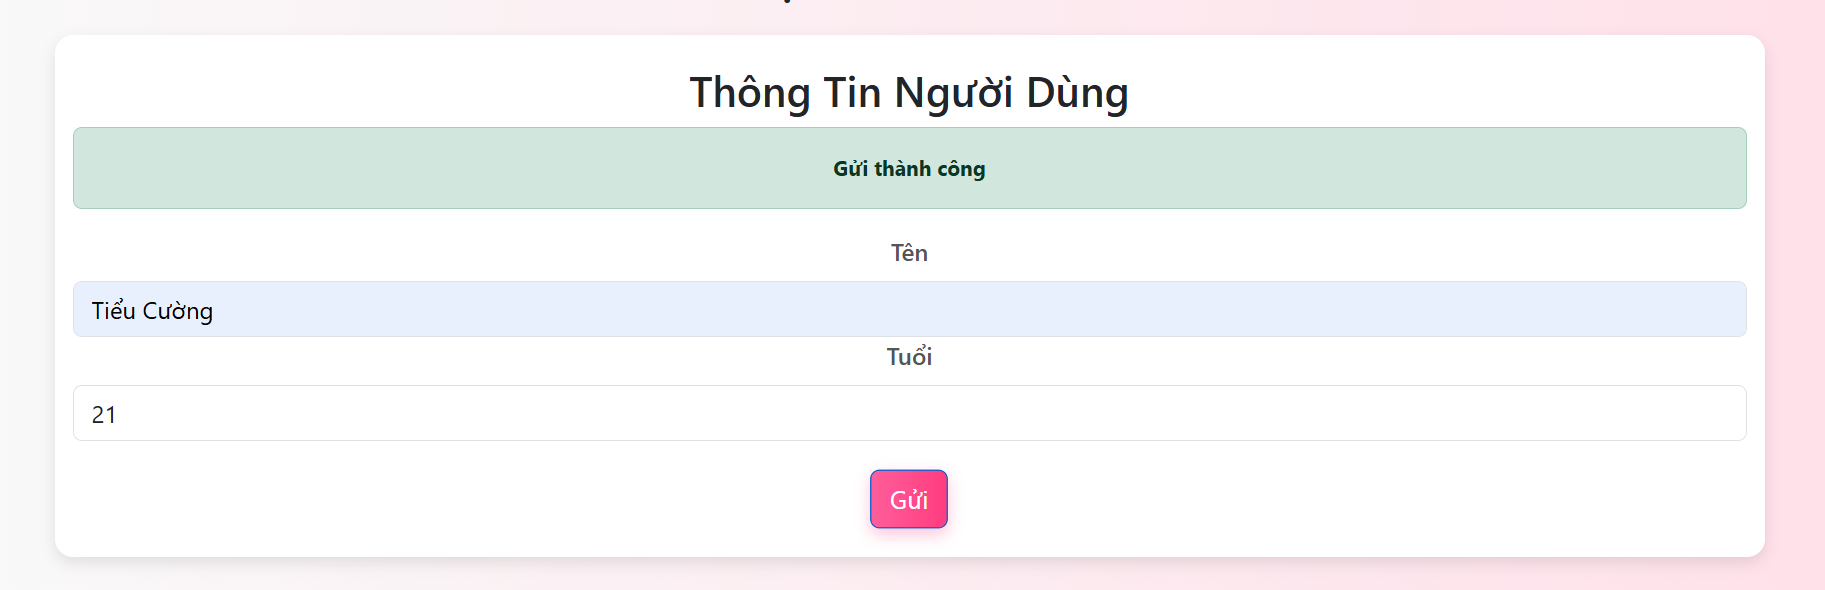 Thông Tin Người Dùng
Gửi thành công
Tên
Tiểu Cường
Tuổi
21
Gửi